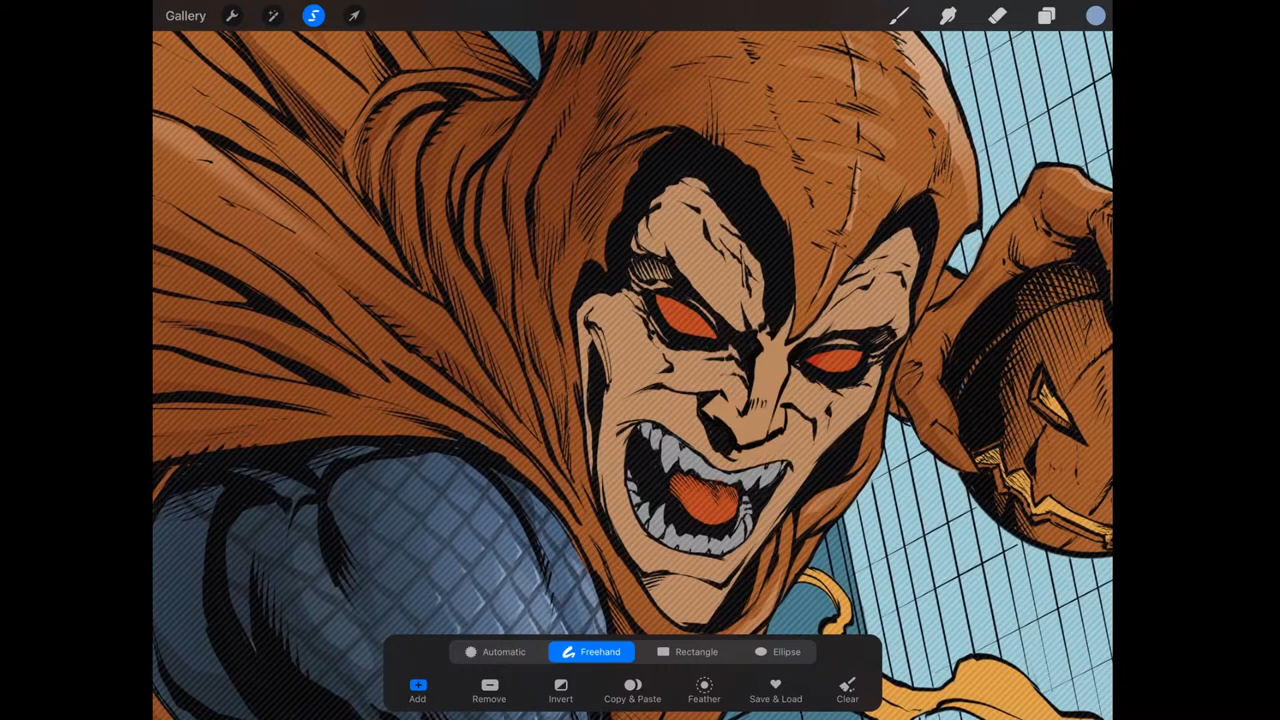 Gallery
Automatic Freehand Rectangle Ellipse
Add Remove Invert Copy & Paste Feather Save & Load Clear